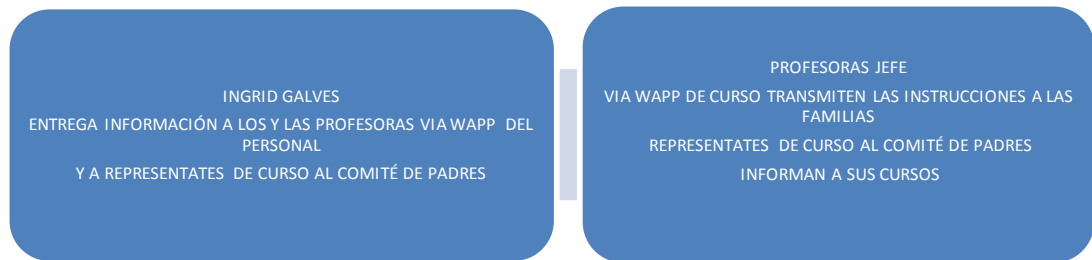 INGRID GALVES
ENTREGA INFORMACIÓN A LOS Y LAS PROFESORAS VIA WAPP DEL
PERSONAL
Y A REPRESENTATES DE CURSO AL COMITÉ DE PADRES
PROFESORAS JEFE
VIA WAPP DE CURSO TRANSMITEN LAS INSTRUCCIONES A LAS
FAMILIAS
REPRESENTATES DE CURSO AL COMITÉ DE PADRES
INFORMAN A SUS CURSOS